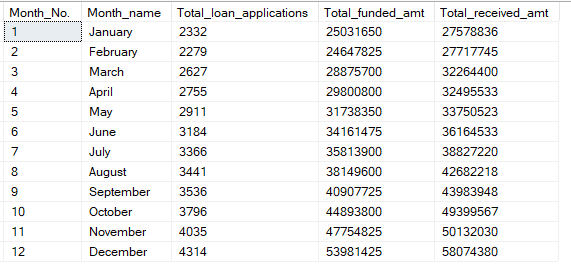 Month_No. Month_name Total_loan_applications Total_funded_amt Total_received_amt
1 January 2332 25031650 27578836
2 February 2279 24647825 27717745
3 March 2627 28875700 32264400
4 April 2755 29800800 32495533
5 May 2911 31738350 33750523
6 June 3184 34161475 36164533
7 July 3366 35813900 38827220
8 August 3441 38149600 42682218
9 September 3536 40907725 43983948
10 October 3796 44893800 49399567
11 November 4035 47754825 50132030
12 December 4314 53981425 58074380